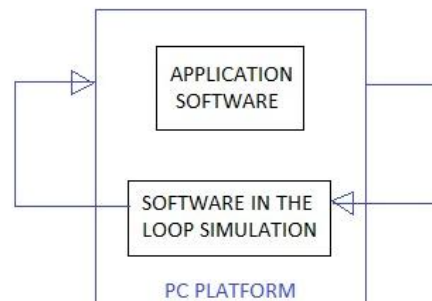 APPLICATION
SOFTWARE
SOFTWARE IN THE
LOOP SIMULATION
PC PLATFORM